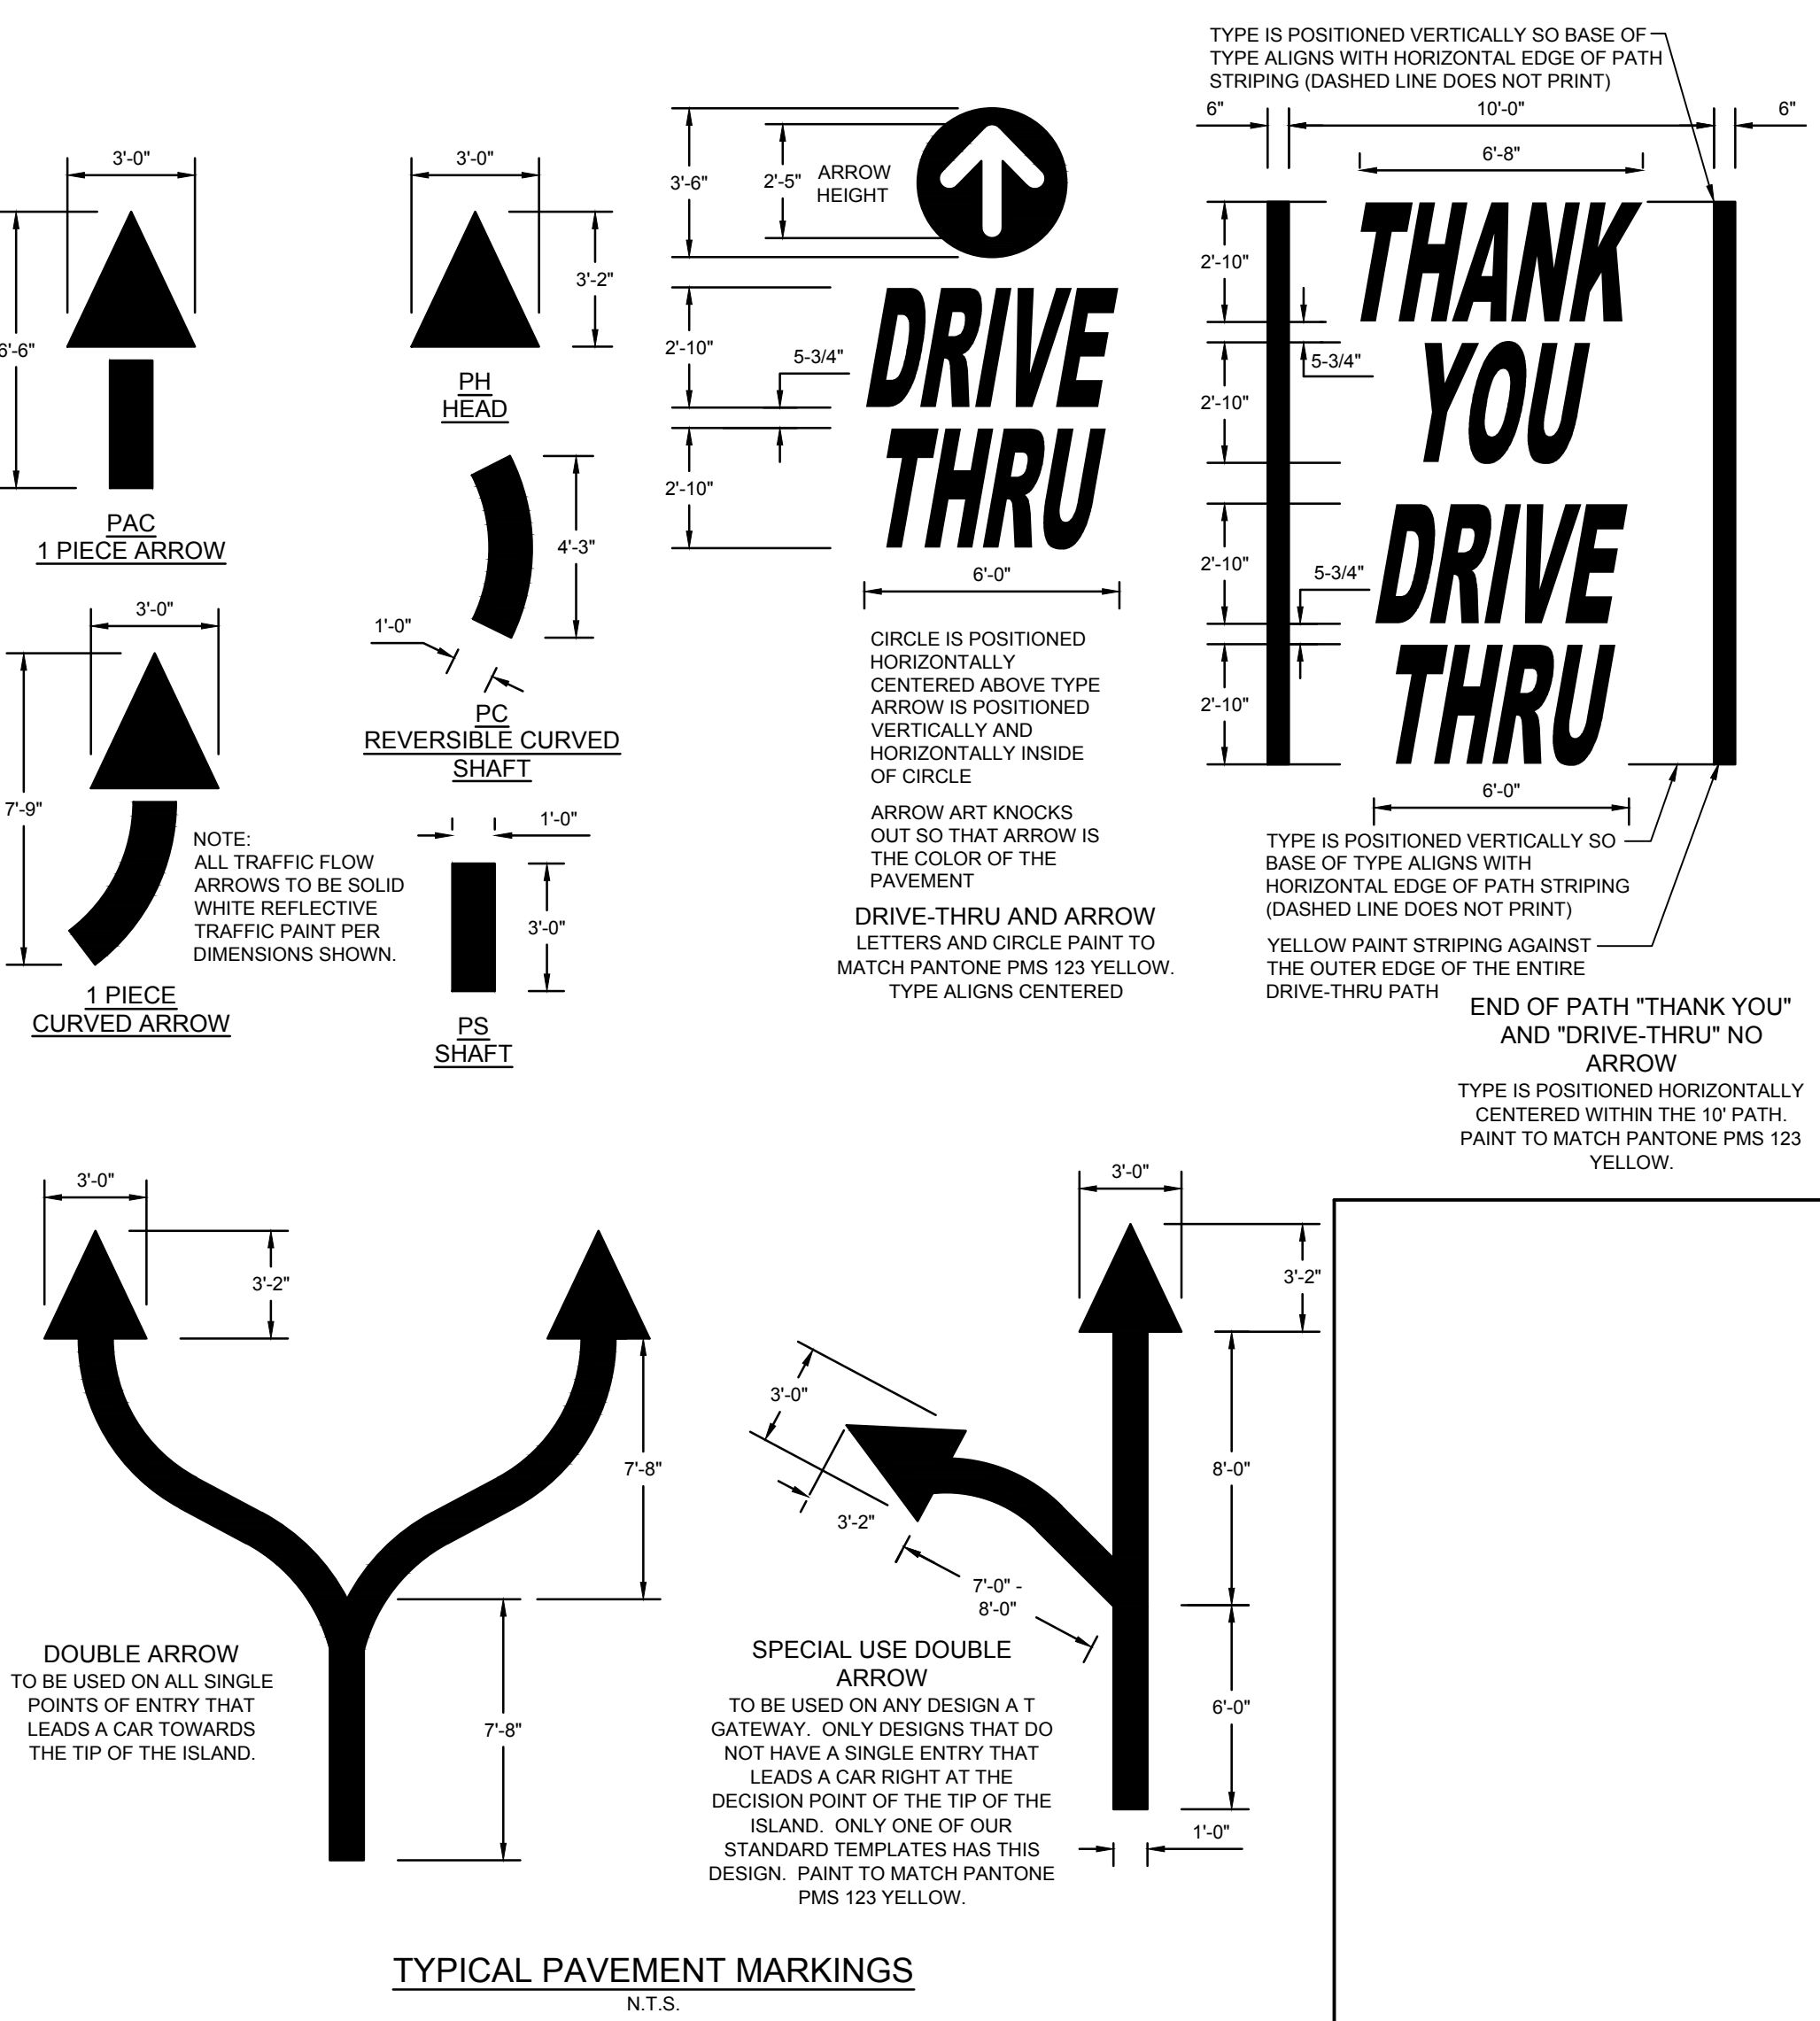 3'-0"
6'-6"
PAC
1 PIECE ARROW
3'-0"
3'-2"
PH
HEAD
3'-0"
7'-9"
1 PIECE
CURVED ARROW
NOTE:
ALL TRAFFIC FLOW
ARROWS TO BE SOLID
WHITE REFLECTIVE
TRAFFIC PAINT PER
DIMENSIONS SHOWN.
4'-3"
1'-0"
PC
REVERSIBLE CURVED
SHAFT
1'-0"
3'-0"
PS
SHAFT
3'-6"
2'-5"
ARROW
HEIGHT
2'-10"
5-3/4"
2'-10"
DRIVE
THRU
6'-0"
CIRCLE IS POSITIONED
HORIZONTALLY
CENTERED ABOVE TYPE
ARROW IS POSITIONED
VERTICALLY AND
HORIZONTALLY INSIDE
OF CIRCLE
ARROW ART KNOCKS
OUT SO THAT ARROW IS
THE COLOR OF THE
PAVEMENT
DRIVE-THRU AND ARROW
LETTERS AND CIRCLE PAINT TO
MATCH PANTONE PMS 123 YELLOW.
TYPE ALIGNS CENTERED
TYPE IS POSITIONED VERTICALLY SO BASE OF
TYPE ALIGNS WITH HORIZONTAL EDGE OF PATH
STRIPING (DASHED LINE DOES NOT PRINT)
6"
10'-0"
6"
6'-8"
2'-10"
5-3/4"
2'-10"
2'-10"
5-3/4"
2'-10"
THANK
YOU
DRIVE
THRU
6'-0"
TYPE IS POSITIONED VERTICALLY SO
BASE OF TYPE ALIGNS WITH
HORIZONTAL EDGE OF PATH STRIPING
(DASHED LINE DOES NOT PRINT)
YELLOW PAINT STRIPING AGAINST
THE OUTER EDGE OF THE ENTIRE
DRIVE-THRU PATH
END OF PATH "THANK YOU"
AND "DRIVE-THRU" NO
ARROW
TYPE IS POSITIONED HORIZONTALLY
CENTERED WITHIN THE 10' PATH.
PAINT TO MATCH PANTONE PMS 123
YELLOW.
3'-0"
3'-2"
7'-8"
7'-8"
DOUBLE ARROW
TO BE USED ON ALL SINGLE
POINTS OF ENTRY THAT
LEADS A CAR TOWARDS
THE TIP OF THE ISLAND.
3'-0"
3'-2"
3'-0"
8'-0"
3'-2"
7'-0" -
8'-0"
6'-0"
1'-0"
SPECIAL USE DOUBLE
ARROW
TO BE USED ON ANY DESIGN A T
GATEWAY. ONLY DESIGNS THAT DO
NOT HAVE A SINGLE ENTRY THAT
LEADS A CAR RIGHT AT THE
DECISION POINT OF THE TIP OF THE
ISLAND. ONLY ONE OF OUR
STANDARD TEMPLATES HAS THIS
DESIGN. PAINT TO MATCH PANTONE
PMS 123 YELLOW.
TYPICAL PAVEMENT MARKINGS
N.T.S.